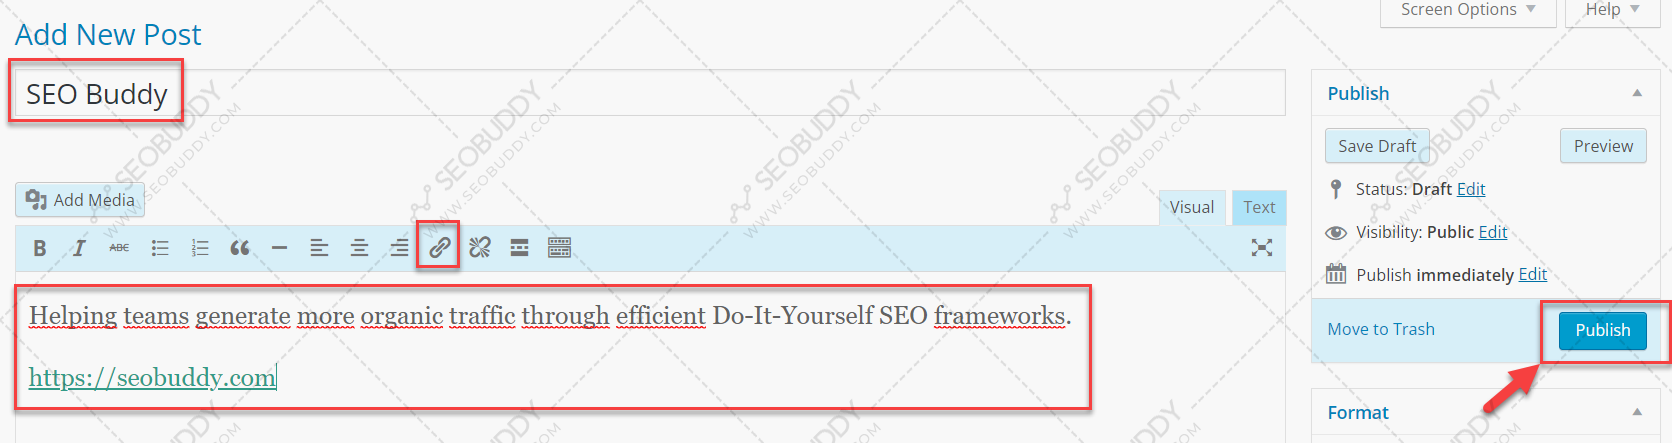 Screen Options Help
Add New Post
SEO Buddy
Publish
Save Draft Preview
Add Media
Visual Text
Status: Draft Edit
B I ABC
Visibility: Public Edit
Publish immediately Edit
Helping teams generate more organic traffic through efficient Do-It-Yourself SEO frameworks.
Move to Trash Publish
https://seobuddy.com
Format
SEOBUDDY
WWW.SEOBUDDY.COM